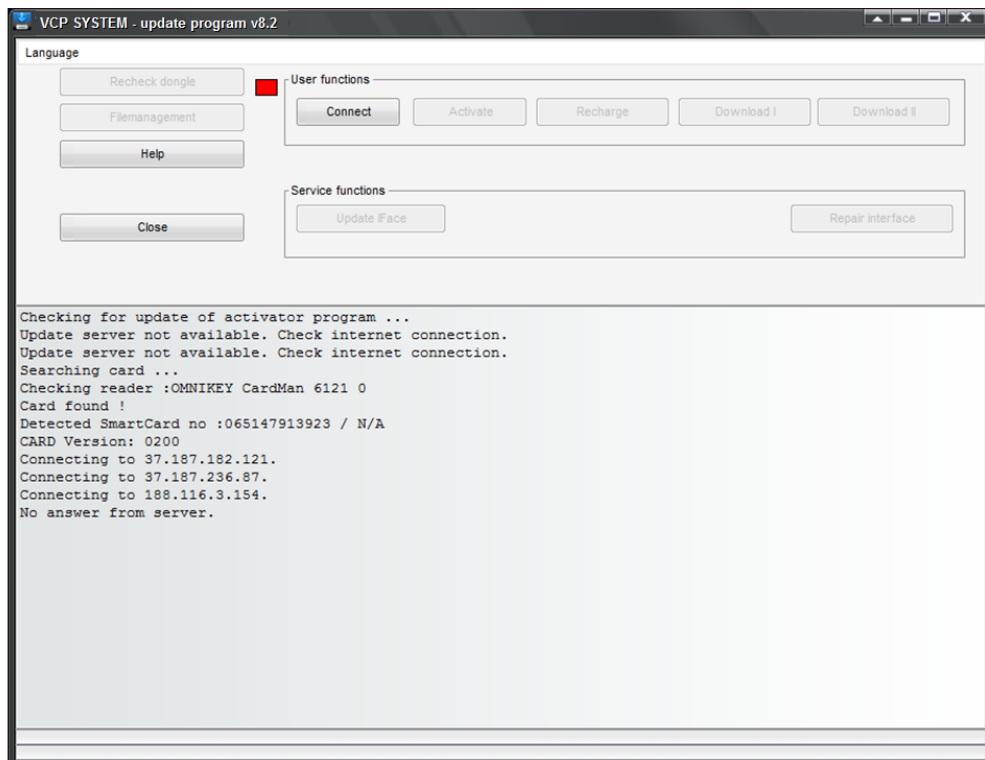 VCP SYSTEM - update program v8.2
Language
Recheck dongle
Filemanagement
Help
Close
User functions
Connect
Activate
Recharge
Download I
Download II
Service functions
Update IFace
Repair interface
Checking for update of activator program ...
Update server not available. Check internet connection.
Update server not available. Check internet connection.
Searching card ...
Checking reader :OMNIKEY CardMan 6121 0
Card found !
Detected SmartCard no :065147913923 / N/A
CARD Version: 0200
Connecting to 37.187.182.121.
Connecting to 37.187.236.87.
Connecting to 188.116.3.154.
No answer from server.